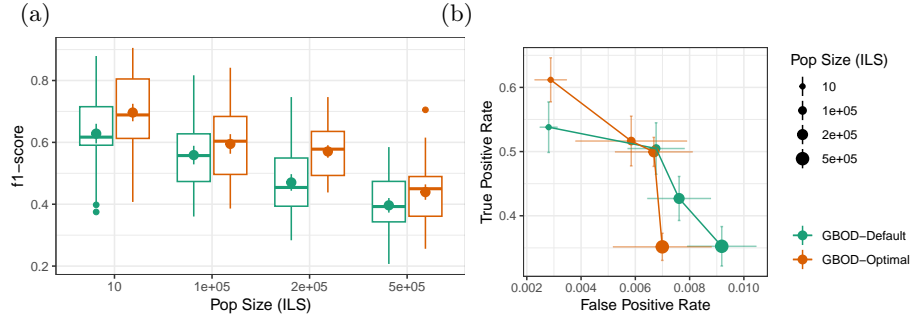 (a)
(b)
f1−score
0.8
0.6
0.4
0.2
10
1e+05
2e+05
5e+05
Pop Size (ILS)
True Positive Rate
0.6
0.5
0.4
0.002
0.004
0.006
0.008
0.010
False Positive Rate
Pop Size (ILS)
10
1e+05
2e+05
5e+05
GBOD−Default
GBOD−Optimal